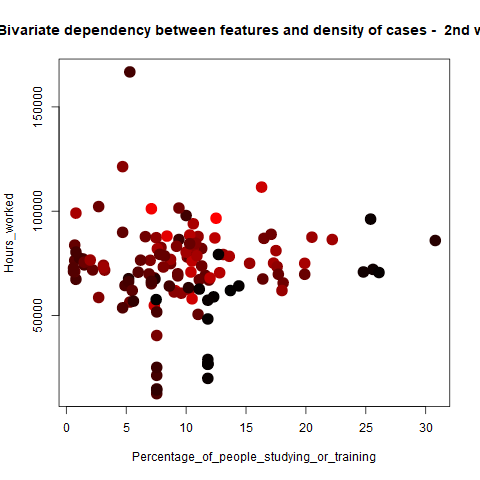 Bivariate dependency between features and density of cases - 2nd w
Hours_worked
150000
100000
50000
0 5 10 15 20 25 30
Percentage_of_people_studying_or_training